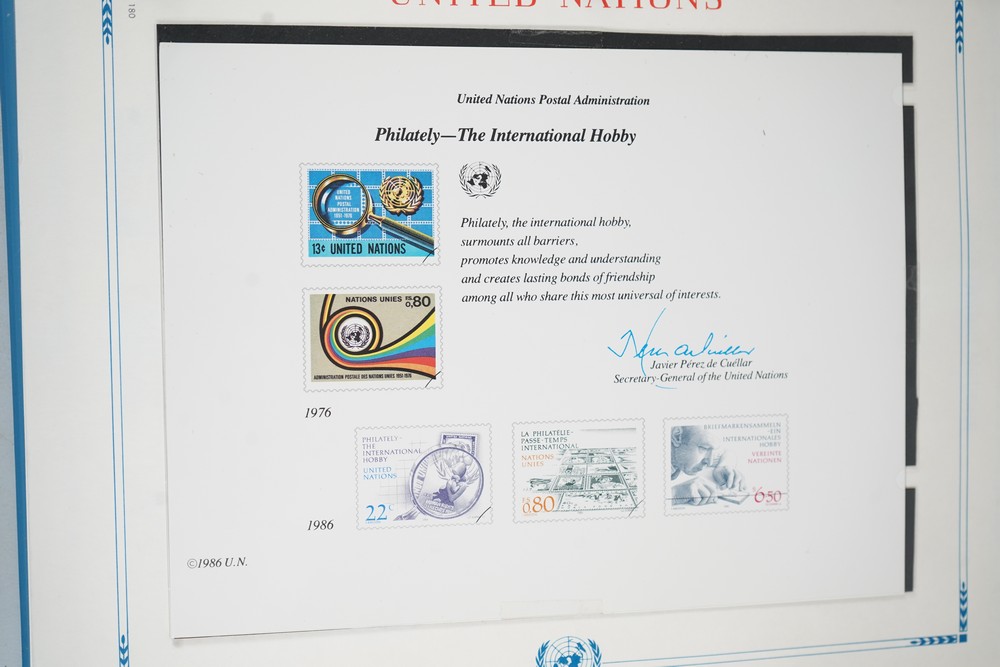 UNITED NATIONS
180
United Nations Postal Administration
Philately—The International Hobby
UNITED
NATIONS
POSTAL
ADMINISTRATION
1951-1976
13c UNITED NATIONS
Philately, the international hobby,
surmounts all barriers,
promotes knowledge and understanding
and creates lasting bonds of friendship
among all who share this most universal of interests.
NATIONS UNIES F.S. 0,80
ADMINISTRATION POSTALE DES NATIONS UNIES 1951-1976
Javier Pérez de Cuéllar
Secretary-General of the United Nations
1976
PHILATELY-
THE
INTERNATIONAL
HOBBY
UNITED
NATIONS
22c
LA PHILATÉLIE-
PASSE-TEMPS
INTERNATIONAL
NATIONS
UNIES
F.S. 0.80
BRIEFMARKENSAMMELN
-EIN
INTERNATIONALES
HOBBY
VEREINTE
NATIONEN
S6.50
1986
©1986 U.N.